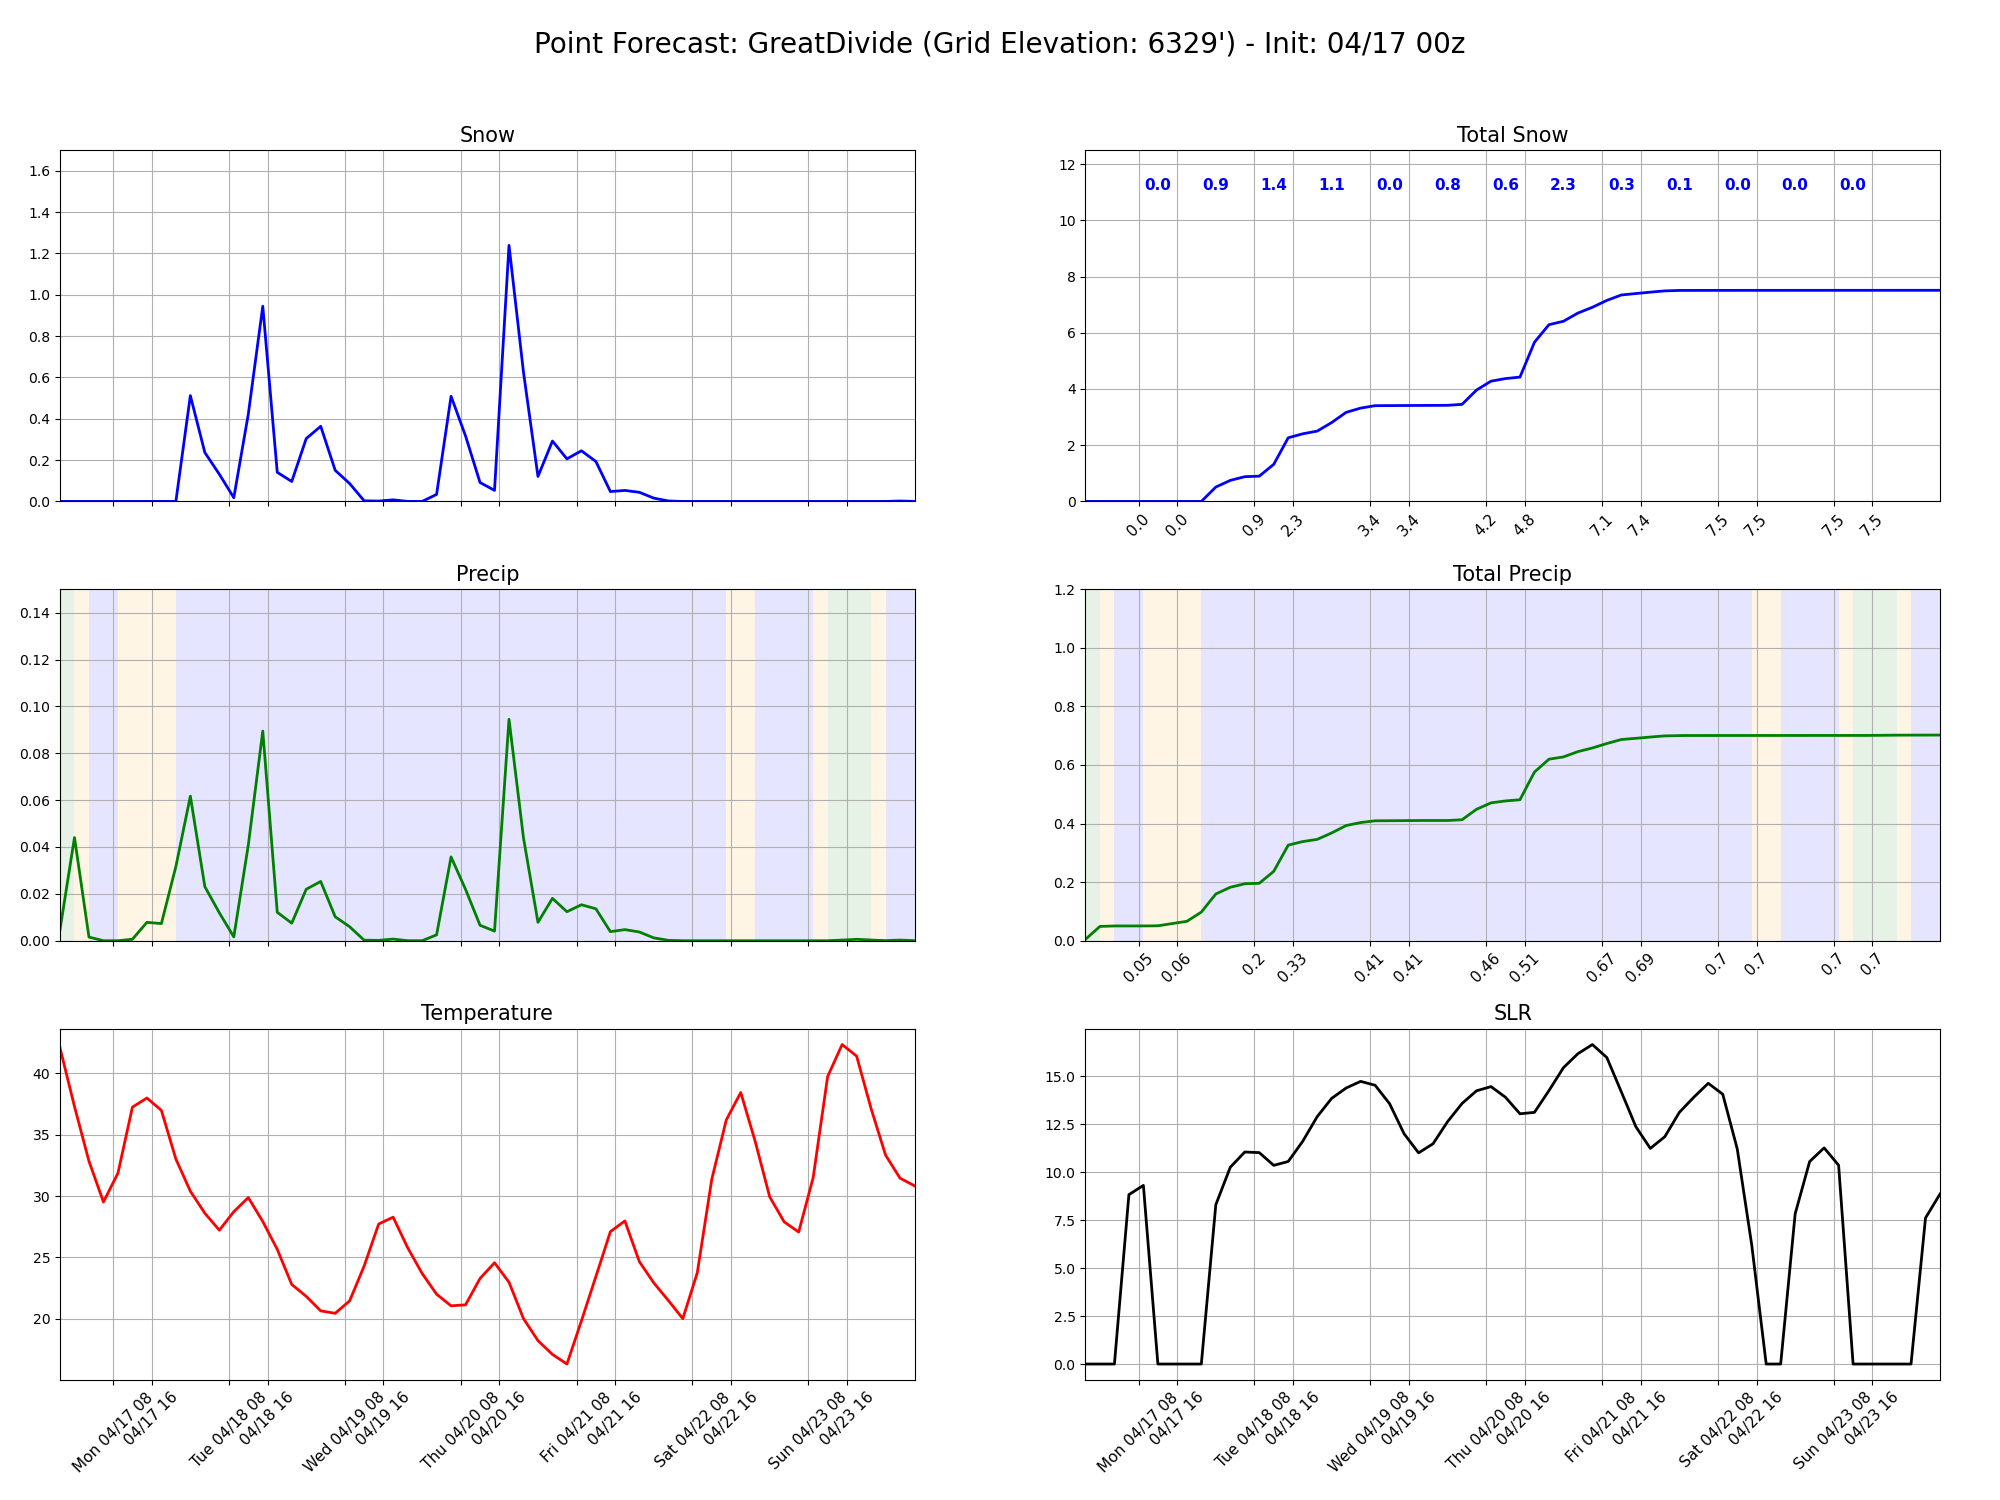 Point Forecast: GreatDivide (Grid Elevation: 6329') - Init: 04/17 00z
Snow
1.6
1.4
1.2
1.0
0.8
0.6
0.4
0.2
0.0
Total Snow
12
10
8
6
4
2
0
0.0 0.9 1.4 1.1 0.0 0.8 0.6 2.3 0.3 0.1 0.0 0.0 0.0
0.0 0.0 0.9 2.3 3.4 3.4 4.2 4.8 7.1 7.4 7.5 7.5 7.5 7.5
Precip
0.14
0.12
0.10
0.08
0.06
0.04
0.02
0.00
Total Precip
1.2
1.0
0.8
0.6
0.4
0.2
0.0
0.05 0.06 0.2 0.33 0.41 0.41 0.46 0.51 0.67 0.69 0.7 0.7 0.7 0.7
Temperature
40
35
30
25
20
Mon 04/17 08
04/17 16
Tue 04/18 08
04/18 16
Wed 04/19 08
04/19 16
Thu 04/20 08
04/20 16
Fri 04/21 08
04/21 16
Sat 04/22 08
04/22 16
Sun 04/23 08
04/23 16
SLR
15.0
12.5
10.0
7.5
5.0
2.5
0.0
Mon 04/17 08
04/17 16
Tue 04/18 08
04/18 16
Wed 04/19 08
04/19 16
Thu 04/20 08
04/20 16
Fri 04/21 08
04/21 16
Sat 04/22 08
04/22 16
Sun 04/23 08
04/23 16